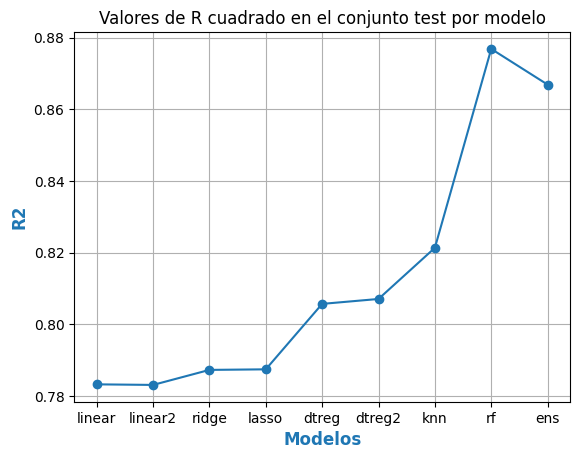 Valores de R cuadrado en el conjunto test por modelo
R2
0.88
0.86
0.84
0.82
0.80
0.78
linear linear2 ridge lasso dtreg dtreg2 knn rf ens
Modelos